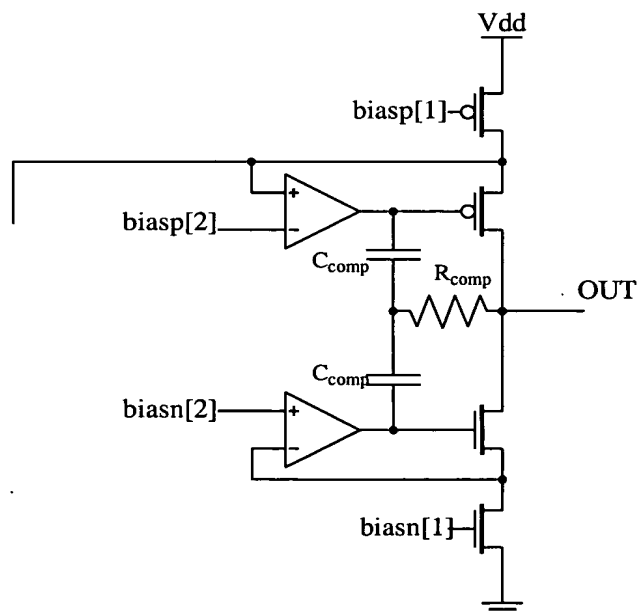 Vdd
biasp[1]
+
biasp[2]
-
C_comp
R_comp
OUT
C_comp
biasn[2]
+
-
biasn[1]